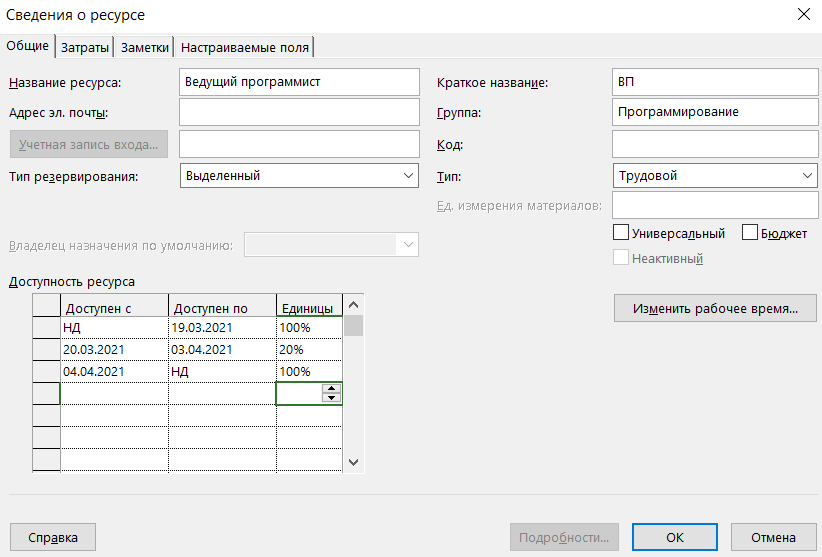 Сведения о ресурсе
Общие Затраты Заметки Настраиваемые поля
Название ресурса: Ведущий программист Краткое название: ВП
Адрес эл. почты: Группа: Программирование
Учетная запись входа... Код:
Тип резервирования: Выделенный Тип: Трудовой
Ед. измерения материалов:
Универсальный Бюджет
Владелец назначения по умолчанию:
Неактивный
Доступность ресурса
Изменить рабочее время...
Доступен с Доступен по Единицы
НД 19.03.2021 100%
20.03.2021 03.04.2021 20%
04.04.2021 НД 100%
Справка Подробности... ОК Отмена